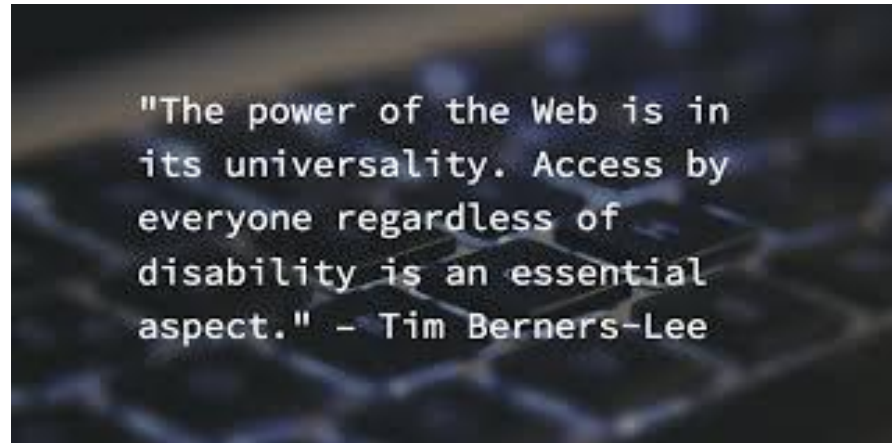 "The power of the Web is in
its universality. Access by
everyone regardless of
disability is an essential
aspect." – Tim Berners-Lee